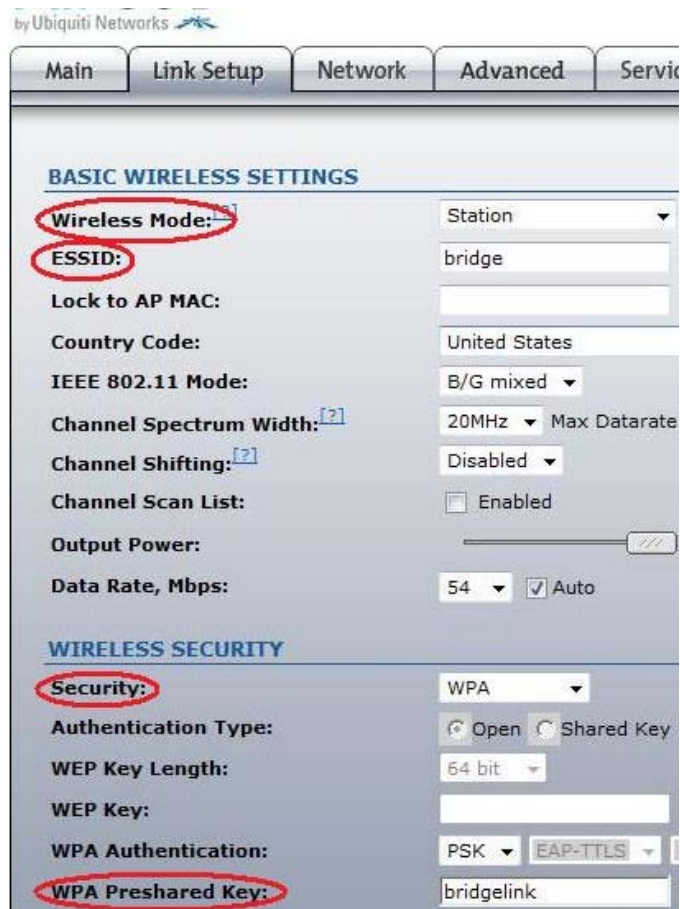 by Ubiquiti Networks
Main Link Setup Network Advanced
BASIC WIRELESS SETTINGS
Wireless Mode:[?] Station
ESSID: bridge
Lock to AP MAC:
Country Code: United States
IEEE 802.11 Mode: B/G mixed
Channel Spectrum Width:[?] 20MHz Max Datarate
Channel Shifting:[?] Disabled
Channel Scan List: Enabled
Output Power:
Data Rate, Mbps: 54 Auto
WIRELESS SECURITY
Security: WPA
Authentication Type: Open Shared Key
WEP Key Length: 64 bit
WEP Key:
WPA Authentication: PSK EAP-TTLS
WPA Preshared Key: bridgelink